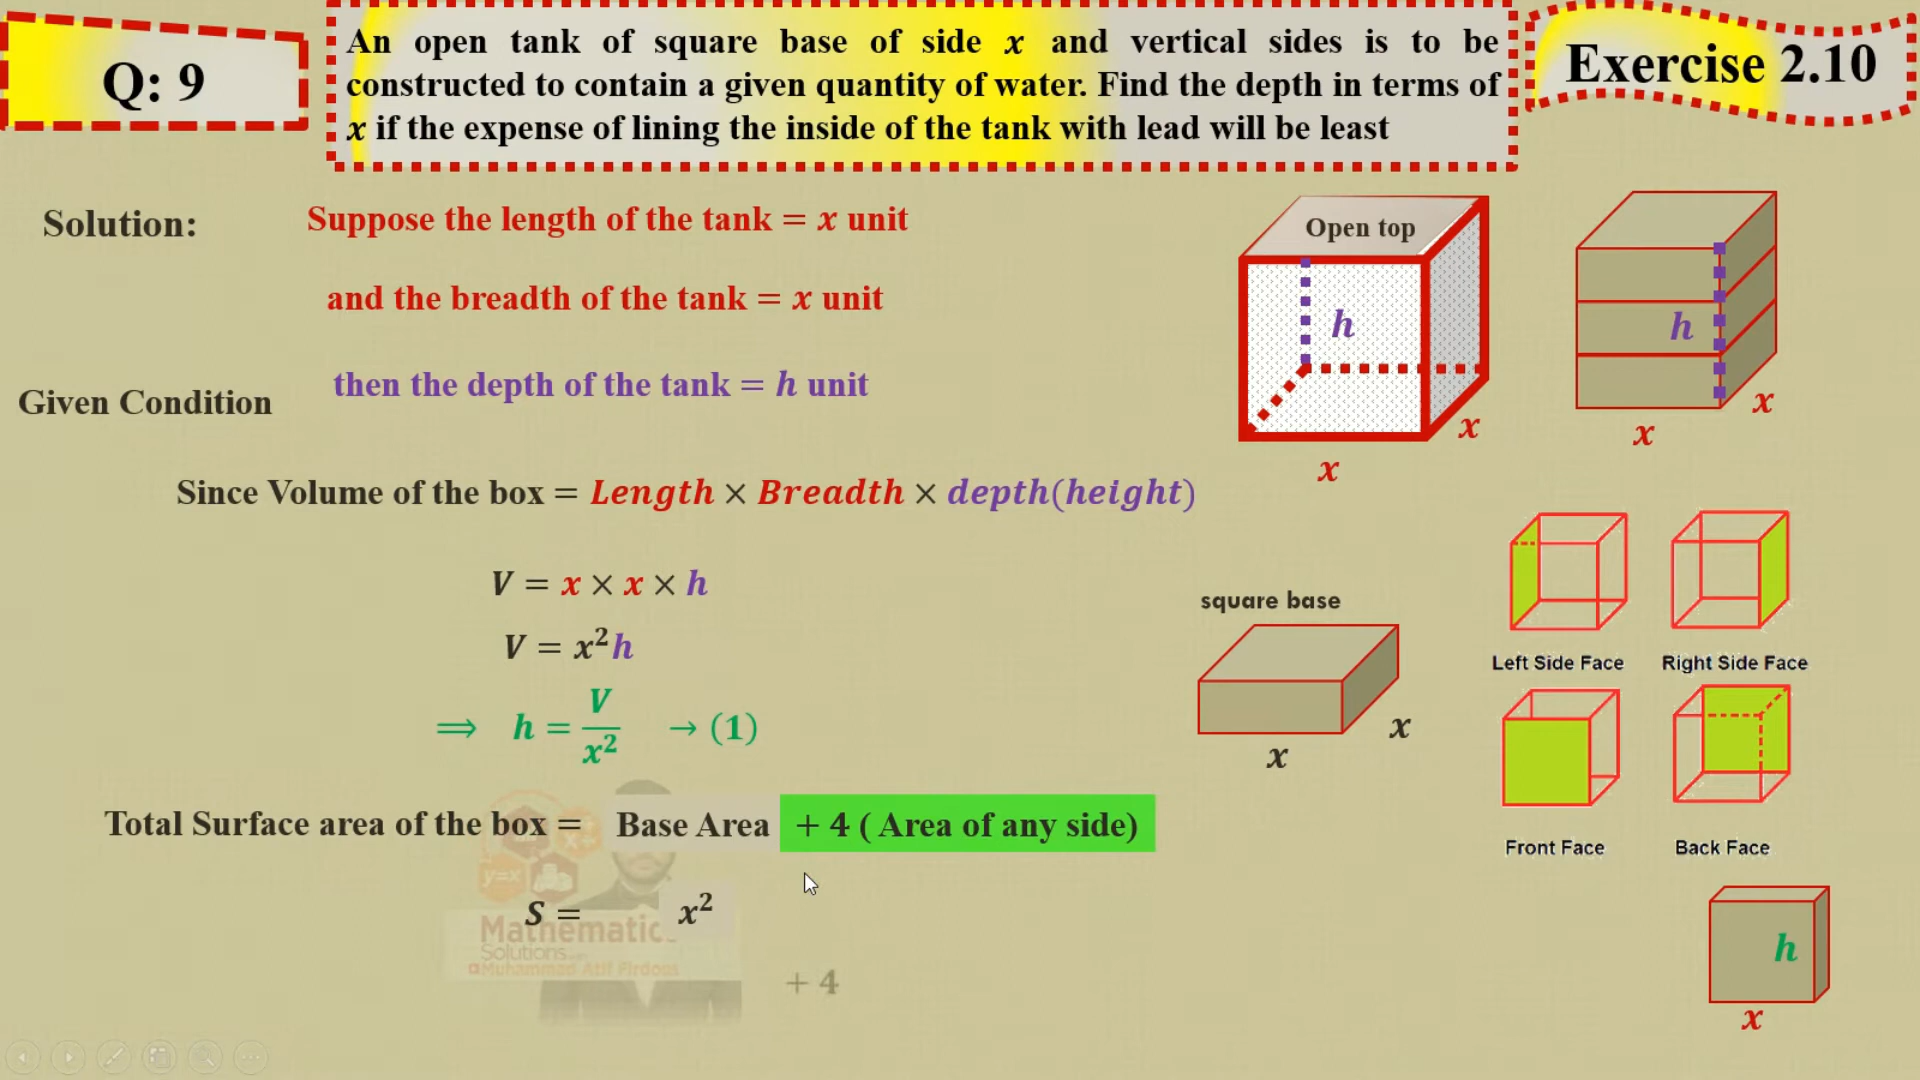 Q: 9
An open tank of square base of side x and vertical sides is to be
constructed to contain a given quantity of water. Find the depth in terms of
x if the expense of lining the inside of the tank with lead will be least
Exercise 2.10
Solution:
Suppose the length of the tank = x unit
and the breadth of the tank = x unit
then the depth of the tank = h unit
Given Condition
Since Volume of the box = Length × Breadth × depth(height)
V = x × x × h
V = x²h
⟹ h = V/x² → (1)
Total Surface area of the box = Base Area + 4 ( Area of any side)
S = x²
+ 4
Open top
h
x
x
h
x
x
square base
x
x
Left Side Face
Right Side Face
Front Face
Back Face
h
x
y=x
Mathematics
Solutions
Muhammad Atif Firdous